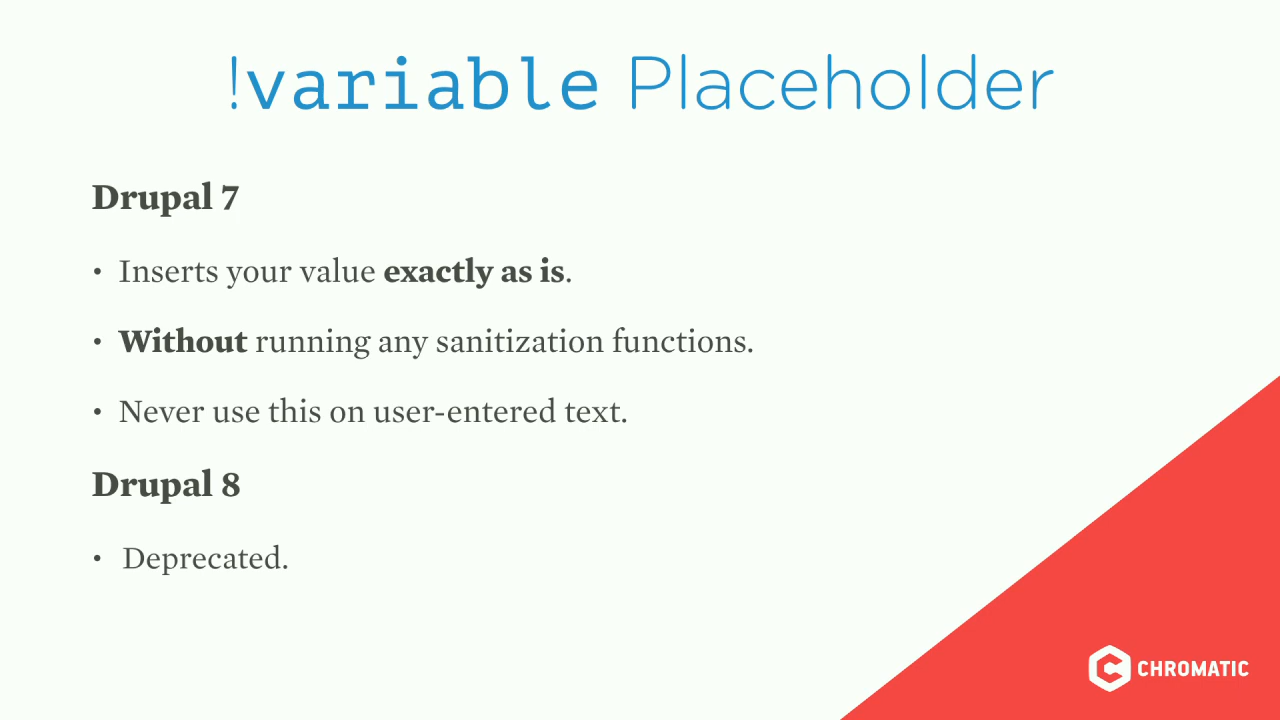 !variable Placeholder
Drupal 7
• Inserts your value exactly as is.
• Without running any sanitization functions.
• Never use this on user-entered text.
Drupal 8
• Deprecated.
CHROMATIC